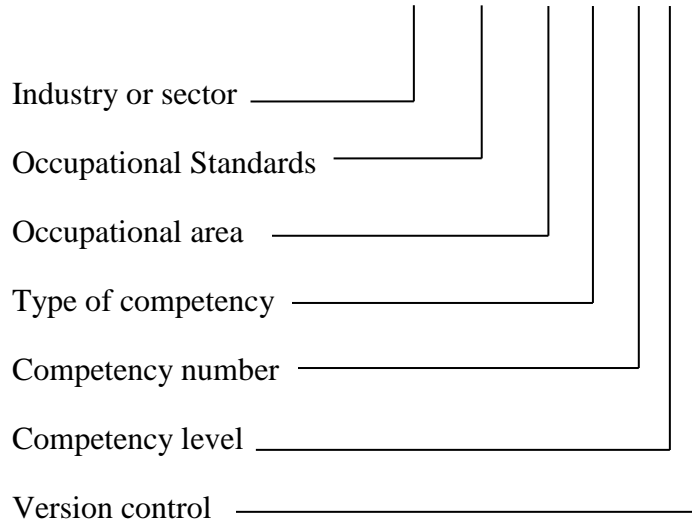 Industry or sector
Occupational Standards
Occupational area
Type of competency
Competency number
Competency level
Version control